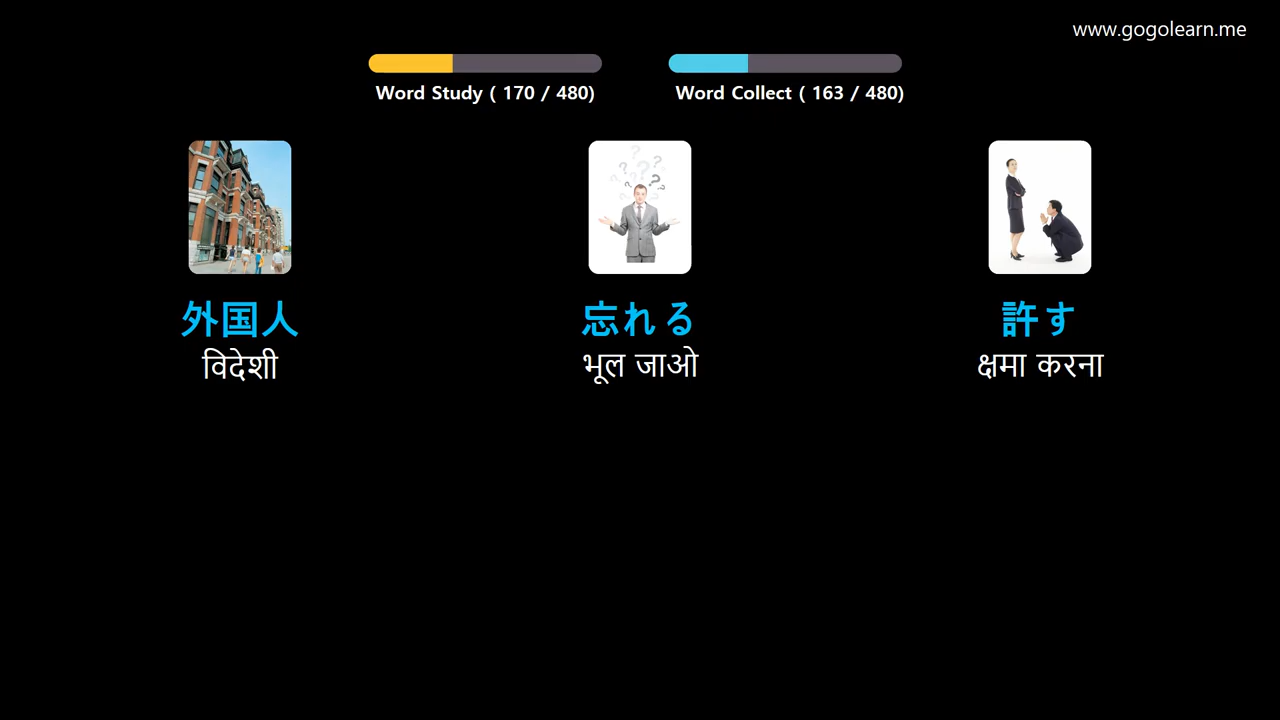 www.gogolearn.me
Word Study ( 170 / 480)
Word Collect ( 163 / 480)
外国人
忘れる
許す
विदेशी
भूल जाओ
क्षमा करना